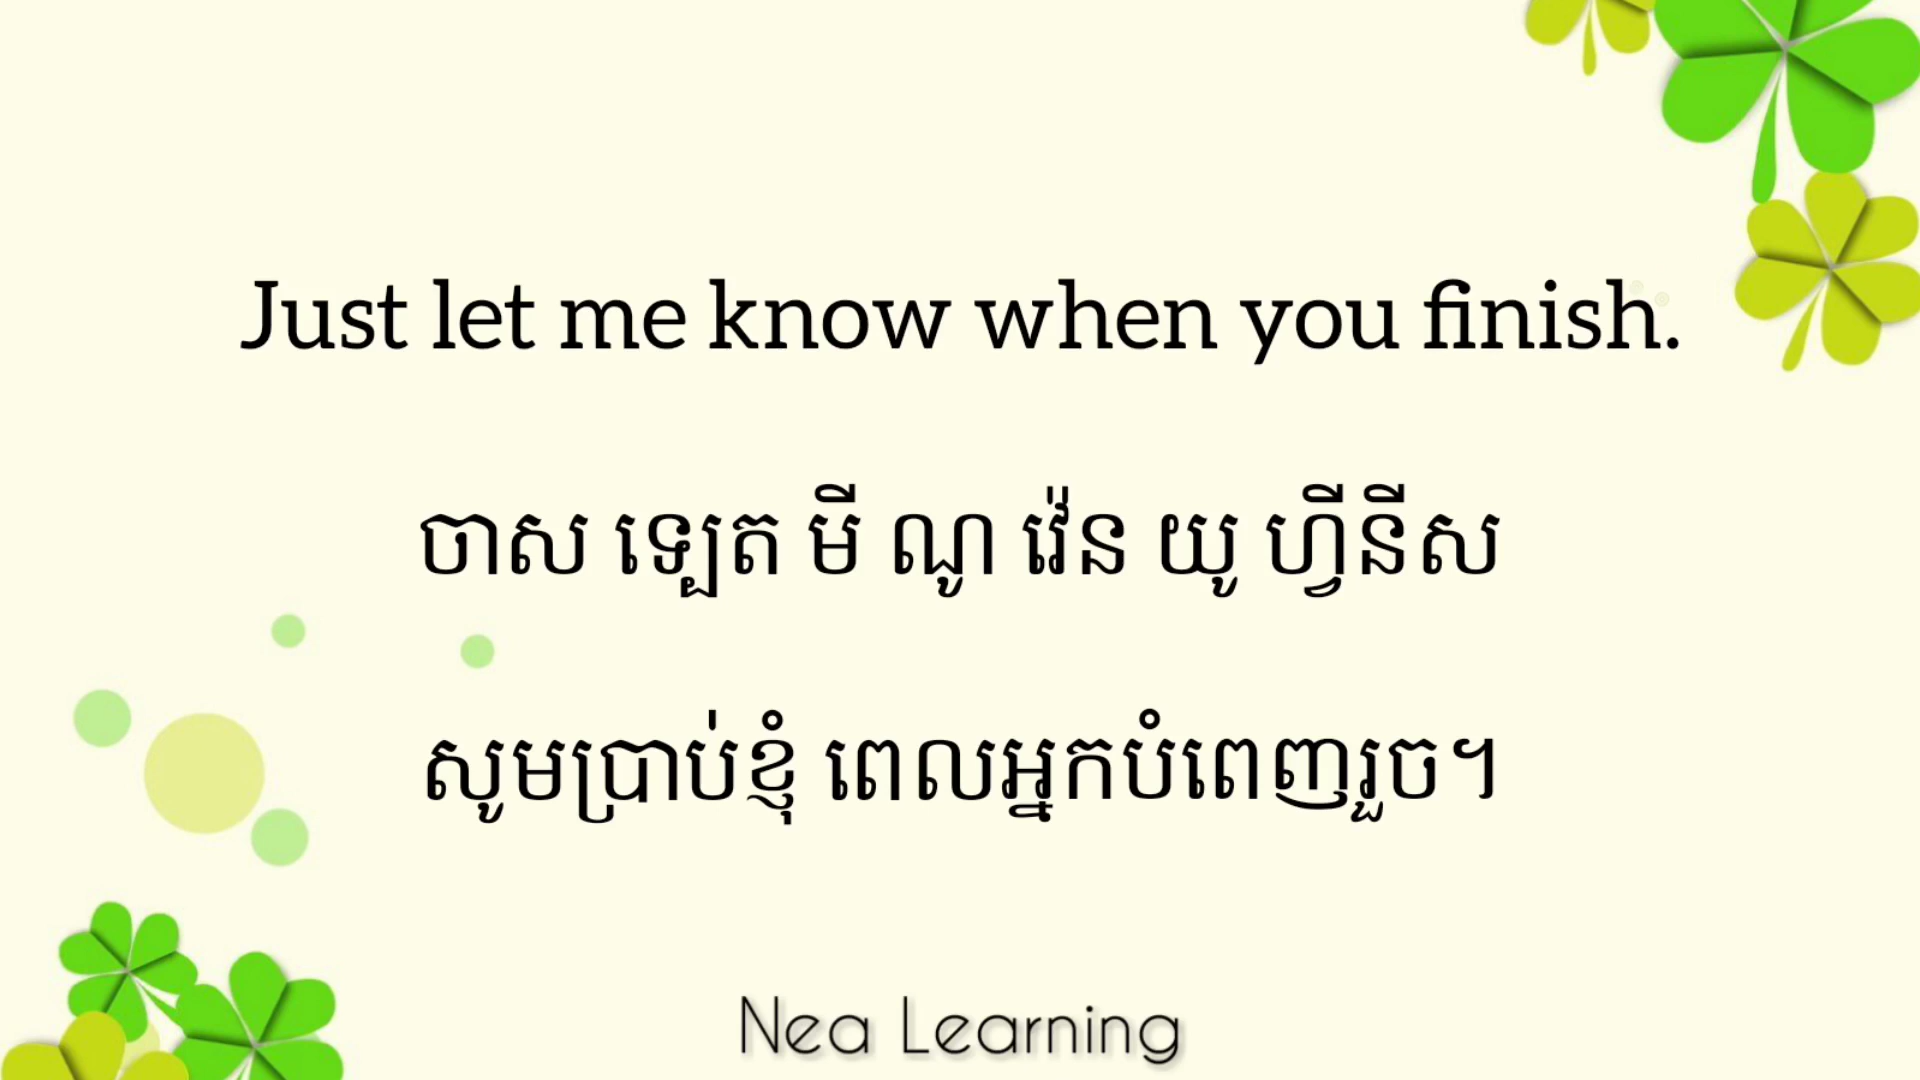 Just let me know when you finish.
ចាស ឡេត មី ណូ វ៉េន យូ ហ្វីនីស
សូមប្រាប់ខ្ញុំ ពេលអ្នកបំពេញរួច។
Nea Learning